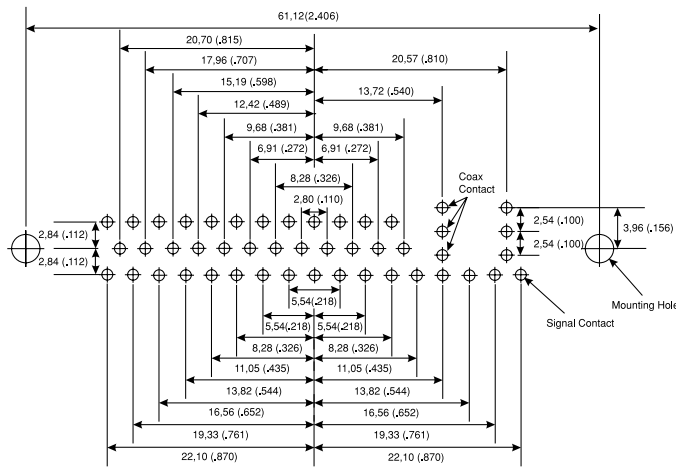 61,12(2.406)
20,70 (.815)
17,96 (.707) 20,57 (.810)
15,19 (.598)
13,72 (.540)
12,42 (.489)
9,68 (.381) 9,68 (.381)
6,91 (.272) 6,91 (.272)
8,28 (.326) Coax
Contact
2,80 (.110)
2,54 (.100)
3,96 (.156)
2,84 (.112)
2,54 (.100)
2,84 (.112)
5,54(.218)
Mounting Hole
Signal Contact
5,54(.218) 5,54(.218)
8,28 (.326) 8,28 (.326)
11,05 (.435) 11,05 (.435)
13,82 (.544) 13,82 (.544)
16,56 (.652) 16,56 (.652)
19,33 (.761) 19,33 (.761)
22,10 (.870) 22,10 (.870)